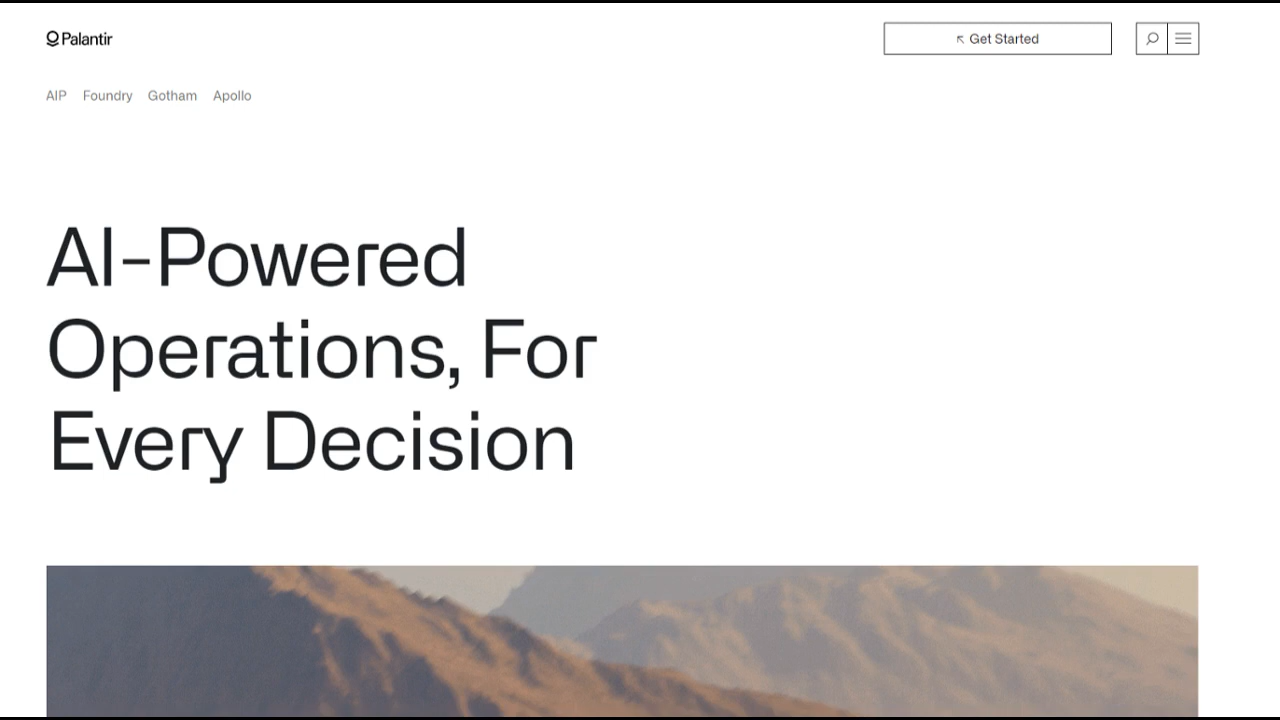 Palantir
Get Started
AIP Foundry Gotham Apollo
AI-Powered
Operations, For
Every Decision